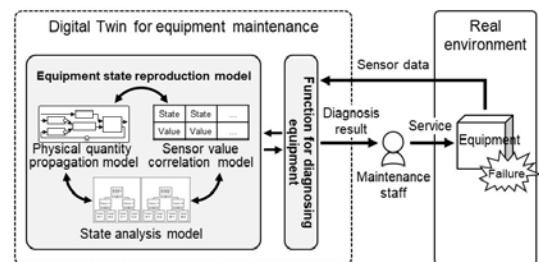 Digital Twin for equipment maintenance
Real
environment
Equipment state reproduction model
State
State
...
Value
Value
...
Physical quantity
propagation model
Sensor value
correlation model
State analysis model
Function for diagnosing
equipment
Sensor data
Diagnosis
result
Service
Maintenance
staff
Equipment
Failure